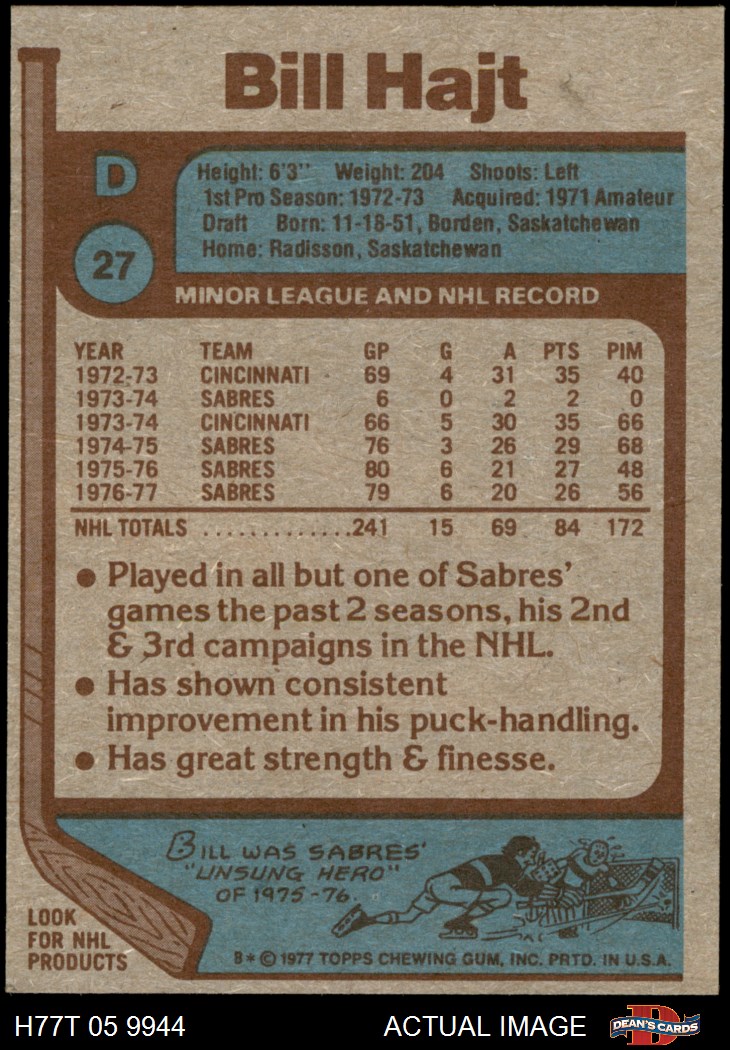 Bill Hajt
D
Height: 6'3" Weight: 204 Shoots: Left
1st Pro Season: 1972-73 Acquired: 1971 Amateur
Draft Born: 11-18-51, Borden, Saskatchewan
Home: Radisson, Saskatchewan
27
MINOR LEAGUE AND NHL RECORD
YEAR TEAM GP G A PTS PIM
1972-73 CINCINNATI 69 4 31 35 40
1973-74 SABRES 6 0 2 2 0
1973-74 CINCINNATI 66 5 30 35 66
1974-75 SABRES 76 3 26 29 68
1975-76 SABRES 80 6 21 27 48
1976-77 SABRES 79 6 20 26 56
NHL TOTALS .............241 15 69 84 172
● Played in all but one of Sabres'
games the past 2 seasons, his 2nd
& 3rd campaigns in the NHL.
● Has shown consistent
improvement in his puck-handling.
● Has great strength & finesse.
BILL WAS SABRES'
"UNSUNG HERO"
OF 1975-76.
LOOK
FOR NHL
PRODUCTS
B* © 1977 TOPPS CHEWING GUM, INC. PRTD. IN U.S.A.
H77T 05 9944 ACTUAL IMAGE
D
DEAN'S CARDS